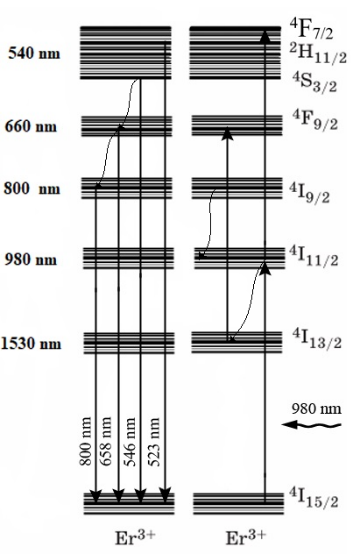 ⁴F₇/₂
540 nm
²H₁₁/₂
⁴S₃/₂
660 nm
⁴F₉/₂
800 nm
⁴I₉/₂
980 nm
⁴I₁₁/₂
1530 nm
⁴I₁₃/₂
980 nm
800 nm
658 nm
546 nm
523 nm
⁴I₁₅/₂
Er³⁺
Er³⁺